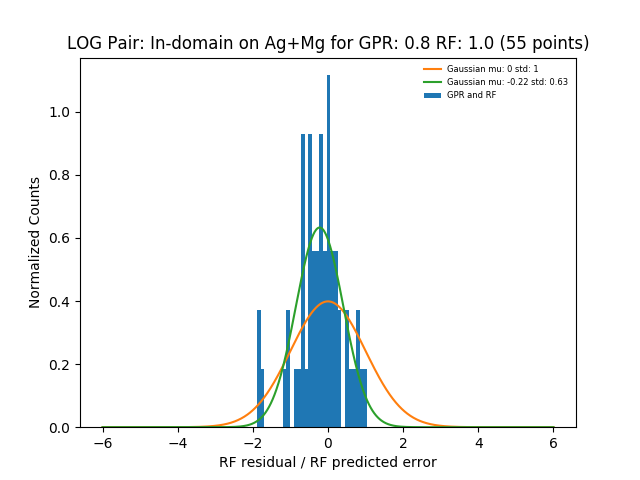 LOG Pair: In-domain on Ag+Mg for GPR: 0.8 RF: 1.0 (55 points)
Gaussian mu: 0 std: 1
Gaussian mu: -0.22 std: 0.63
GPR and RF
Normalized Counts
1.0
0.8
0.6
0.4
0.2
0.0
−6 −4 −2 0 2 4 6
RF residual / RF predicted error